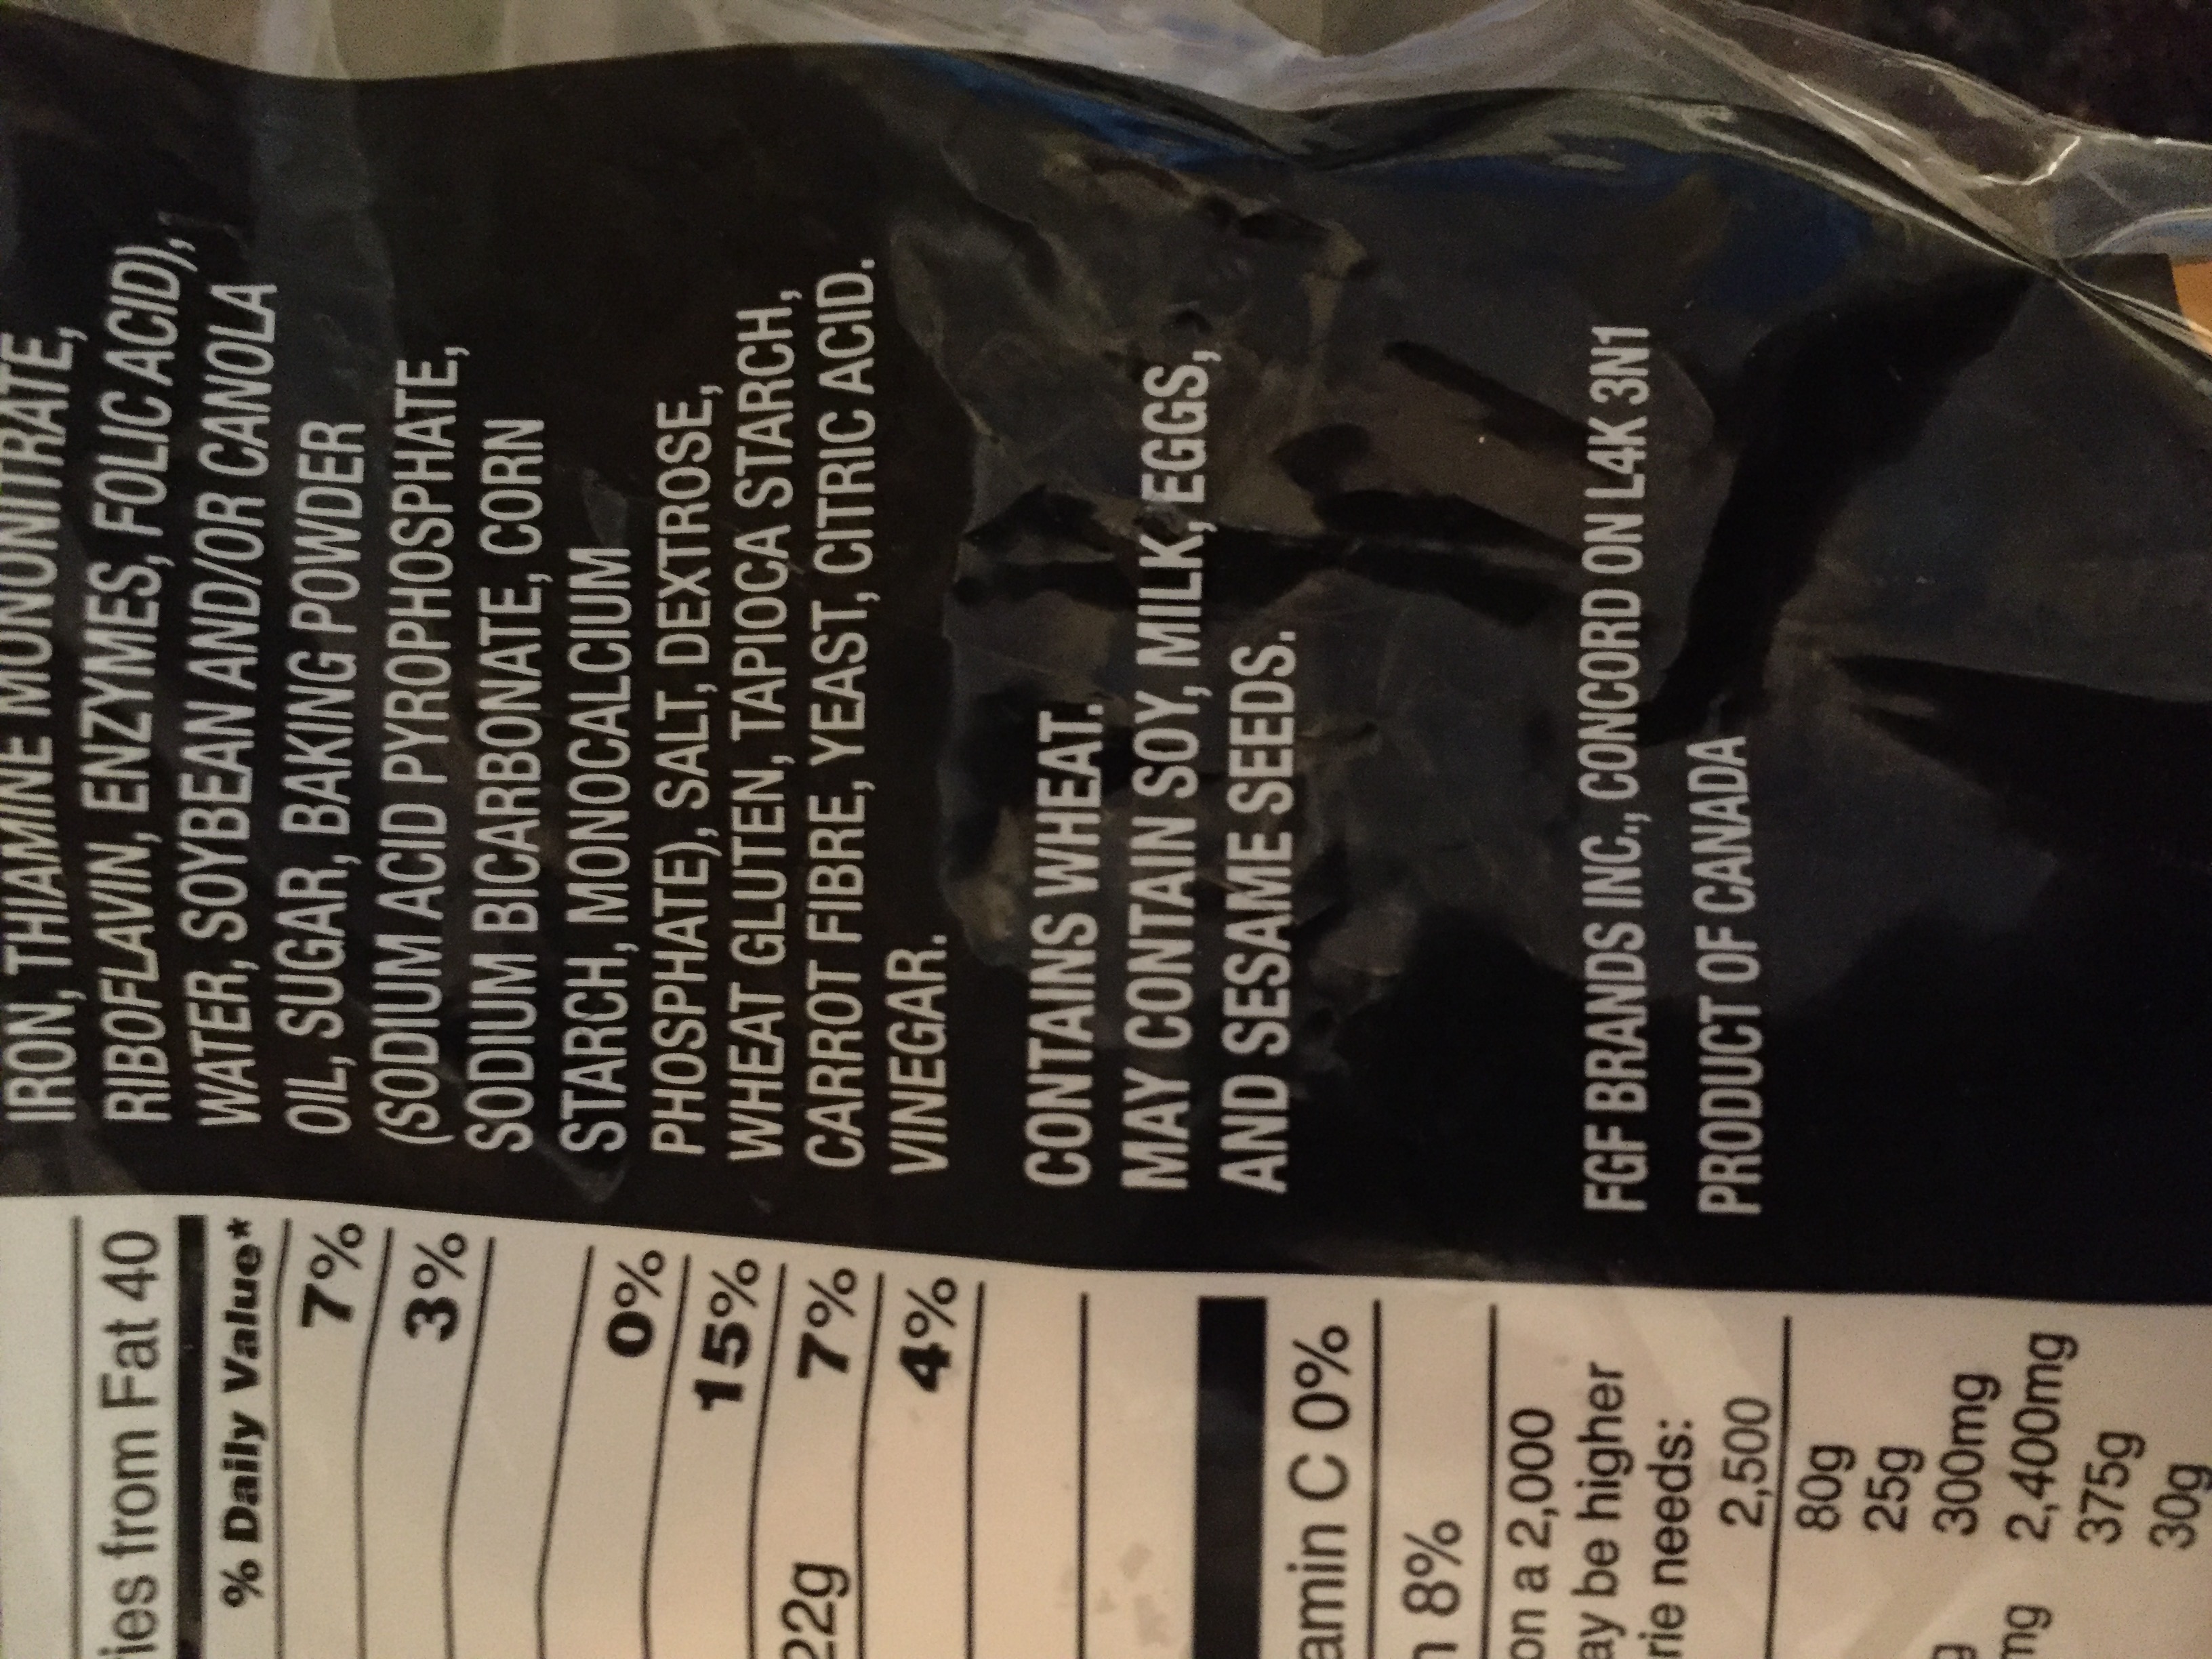 ies from Fat 40
% Daily Value*
7%
3%
0%
15%
22g 7%
4%
amin C 0%
8%
on a 2,000
ay be higher
rie needs:
2,500
80g
25g
g 300mg
mg 2,400mg
375g
30g
IRON, THIAMINE MONONITRATE,
RIBOFLAVIN, ENZYMES, FOLIC ACID),
WATER, SOYBEAN AND/OR CANOLA
OIL, SUGAR, BAKING POWDER
(SODIUM ACID PYROPHOSPHATE,
SODIUM BICARBONATE, CORN
STARCH, MONOCALCIUM
PHOSPHATE), SALT, DEXTROSE,
WHEAT GLUTEN, TAPIOCA STARCH,
CARROT FIBRE, YEAST, CITRIC ACID.
VINEGAR.
CONTAINS WHEAT.
MAY CONTAIN SOY, MILK, EGGS,
AND SESAME SEEDS.
FGF BRANDS INC., CONCORD ON L4K 3N1
PRODUCT OF CANADA